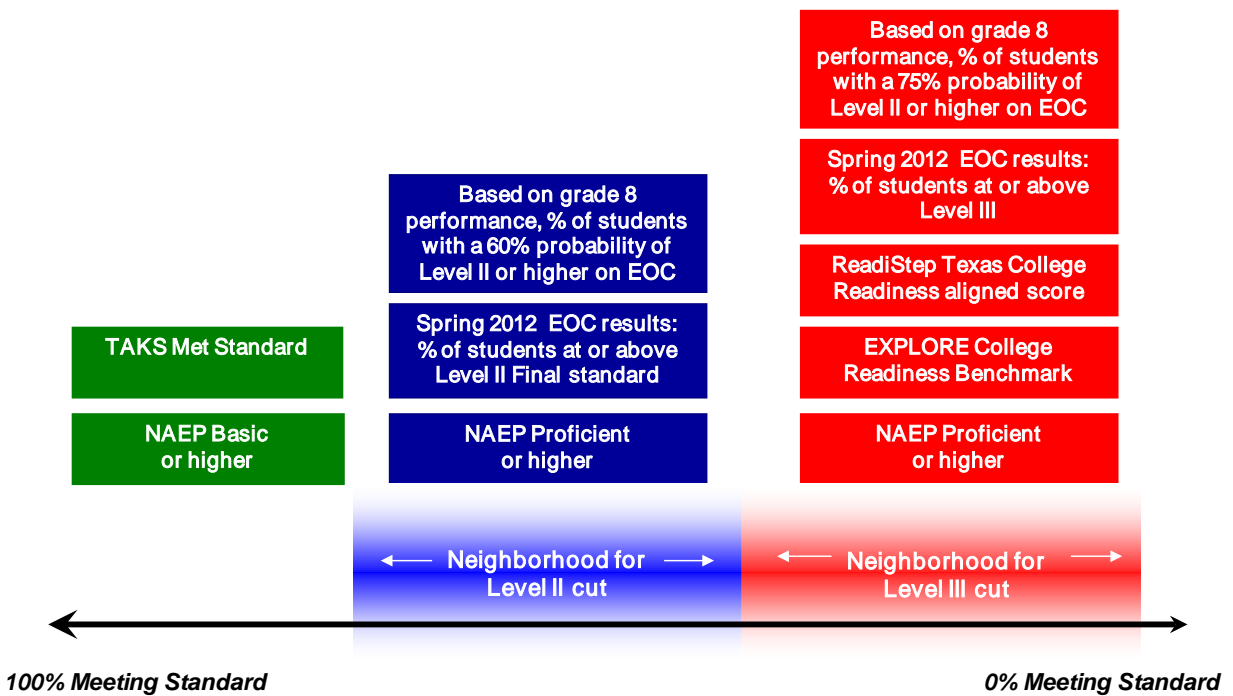 TAKS Met Standard
NAEP Basic
or higher
Based on grade 8
performance, % of students
with a 60% probability of
Level II or higher on EOC
Spring 2012 EOC results:
% of students at or above
Level II Final standard
NAEP Proficient
or higher
Based on grade 8
performance, % of students
with a 75% probability of
Level II or higher on EOC
Spring 2012 EOC results:
% of students at or above
Level III
ReadiStep Texas College
Readiness aligned score
EXPLORE College
Readiness Benchmark
NAEP Proficient
or higher
Neighborhood for
Level II cut
Neighborhood for
Level III cut
100% Meeting Standard
0% Meeting Standard